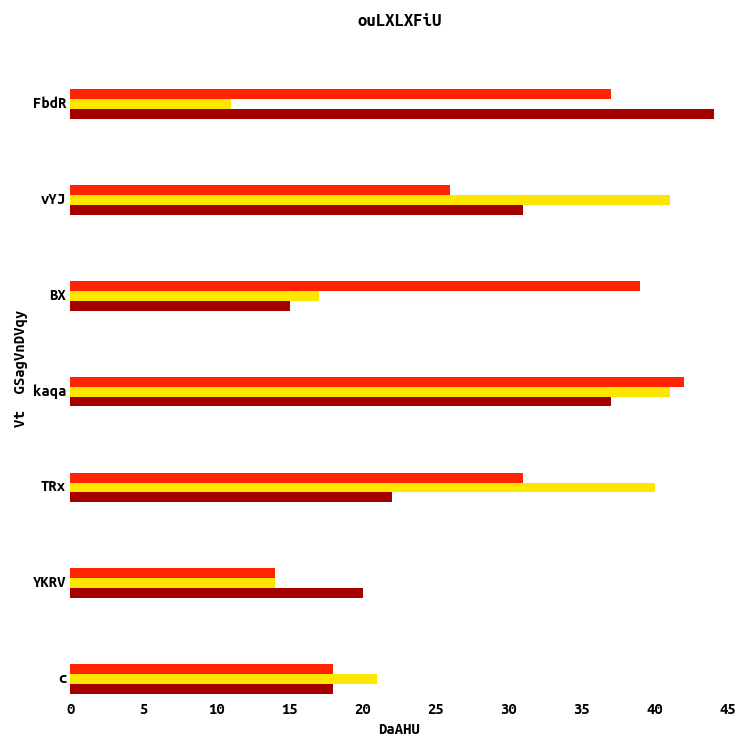 ouLXLXFiU
FbdR
vYJ
BX
kaqa
TRx
YKRV
c
Vt  GSagVnDVqy
0 5 10 15 20 25 30 35 40 45
DaAHU